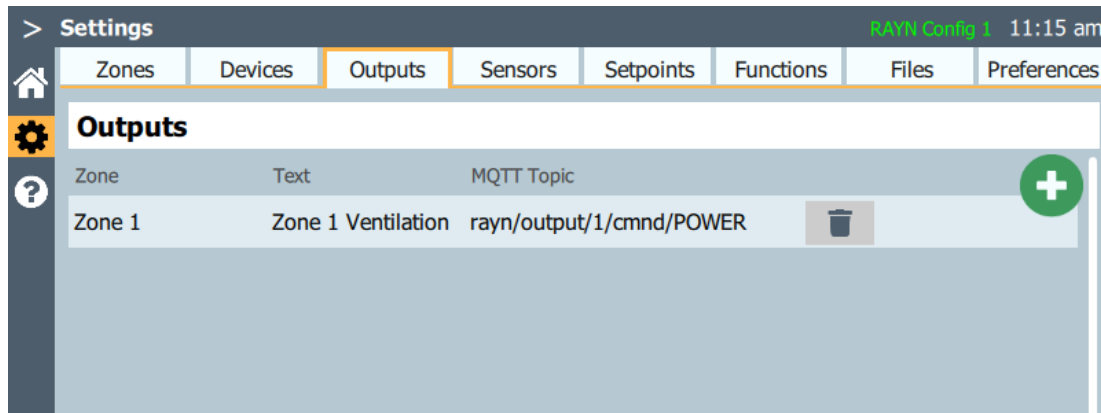 > Settings RAYN Config 1 11:15 am
Zones Devices Outputs Sensors Setpoints Functions Files Preferences
Outputs
Zone Text MQTT Topic
Zone 1 Zone 1 Ventilation rayn/output/1/cmnd/POWER